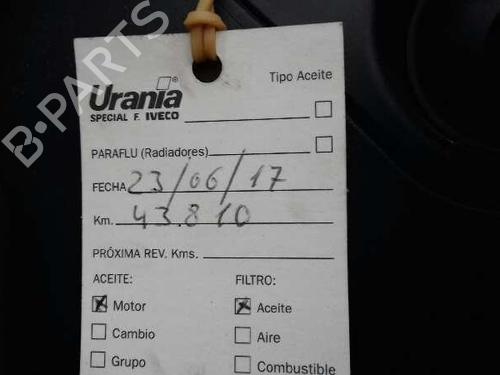 B-PARTS
Urania®
Tipo Aceite
SPECIAL F. IVECO
PARAFLU (Radiadores)
FECHA 23/06/17
Km. 43.810
PRÓXIMA REV. Kms.
ACEITE: FILTRO:
Motor Aceite
Cambio Aire
Grupo Combustible